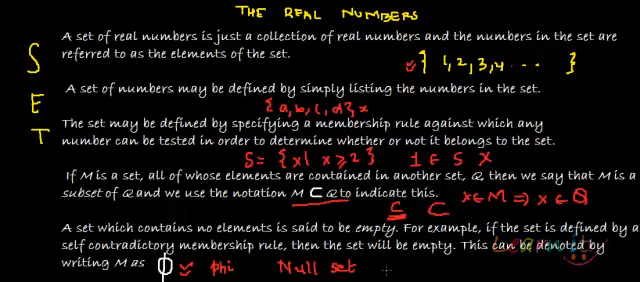 THE REAL NUMBERS
A set of real numbers is just a collection of real numbers and the numbers in the set are
referred to as the elements of the set.
{ 1, 2, 3, 4 ... }
S
E
T
A set of numbers may be defined by simply listing the numbers in the set.
{ a, b, c, d } x
The set may be defined by specifying a membership rule against which any
number can be tested in order to determine whether or not it belongs to the set.
S = { x | x ≥ 2 } 1 ∈ S X
If M is a set, all of whose elements are contained in another set, Q, then we say that M is a
subset of Q and we use the notation M ⊂ Q to indicate this.
x ∈ M ⇒ x ∈ Q
⊆ ⊂
A set which contains no elements is said to be empty. For example, if the set is defined by a
self contradictory membership rule, then the set will be empty. This can be denoted by
writing M as ϕ phi Null set